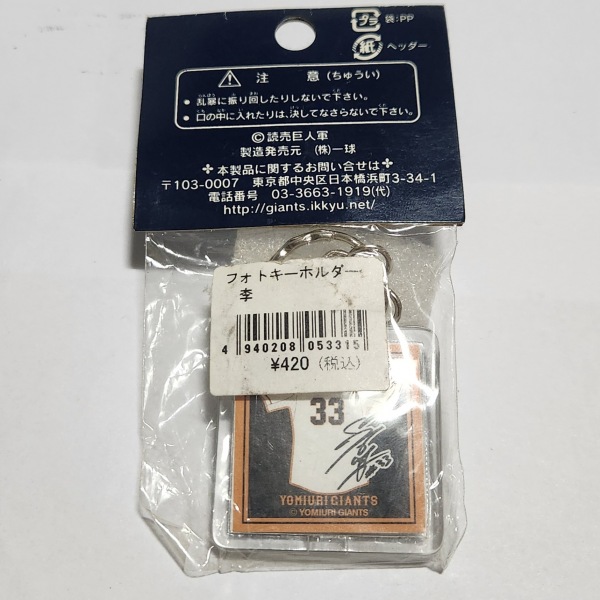 プラ 袋:PP
紙 ヘッダー
注 意 (ちゅうい)
• 乱暴に振り回したりしないで下さい。
• 口の中に入れたりは、決してなさらないで下さい。
© 読売巨人軍
製造発売元 (株)一球
✤本製品に関するお問い合せは✤
〒103-0007 東京都中央区日本橋浜町3-34-1
電話番号 03-3663-1919(代)
http://giants.ikkyu.net/
フォトキーホルダー
李
4 940208 053315
¥420 (税込)
33
#33
YOMIURI GIANTS
© YOMIURI GIANTS